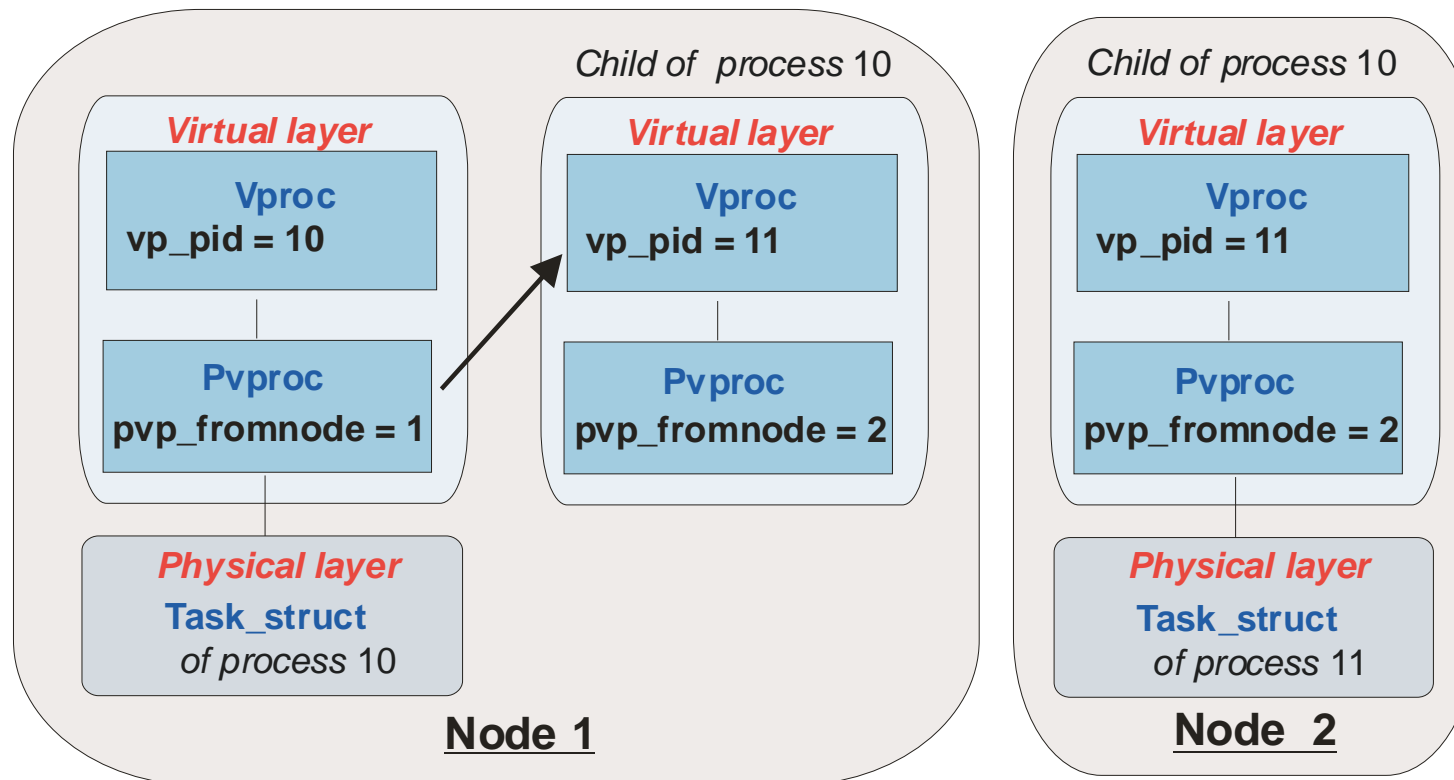 Child of process 10
Virtual layer
Vproc
vp_pid = 10
Pvproc
pvp_fromnode = 1
Physical layer
Task_struct
of process 10
Virtual layer
Vproc
vp_pid = 11
Pvproc
pvp_fromnode = 2
Node 1
Child of process 10
Virtual layer
Vproc
vp_pid = 11
Pvproc
pvp_fromnode = 2
Physical layer
Task_struct
of process 11
Node 2